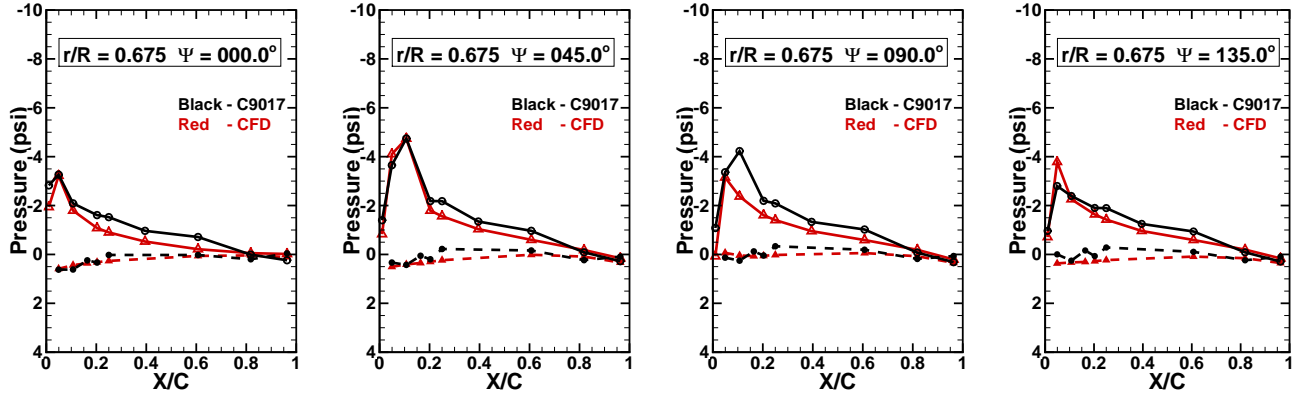 -10
-8
-6
-4
-2
0
2
4
Pressure (psi)
r/R = 0.675 Ψ = 000.0°
Black - C9017
Red - CFD
0 0.2 0.4 0.6 0.8 1
X/C
-10
-8
-6
-4
-2
0
2
4
Pressure (psi)
r/R = 0.675 Ψ = 045.0°
Black - C9017
Red - CFD
0 0.2 0.4 0.6 0.8 1
X/C
-10
-8
-6
-4
-2
0
2
4
Pressure (psi)
r/R = 0.675 Ψ = 090.0°
Black - C9017
Red - CFD
0 0.2 0.4 0.6 0.8 1
X/C
-10
-8
-6
-4
-2
0
2
4
Pressure (psi)
r/R = 0.675 Ψ = 135.0°
Black - C9017
Red - CFD
0 0.2 0.4 0.6 0.8 1
X/C